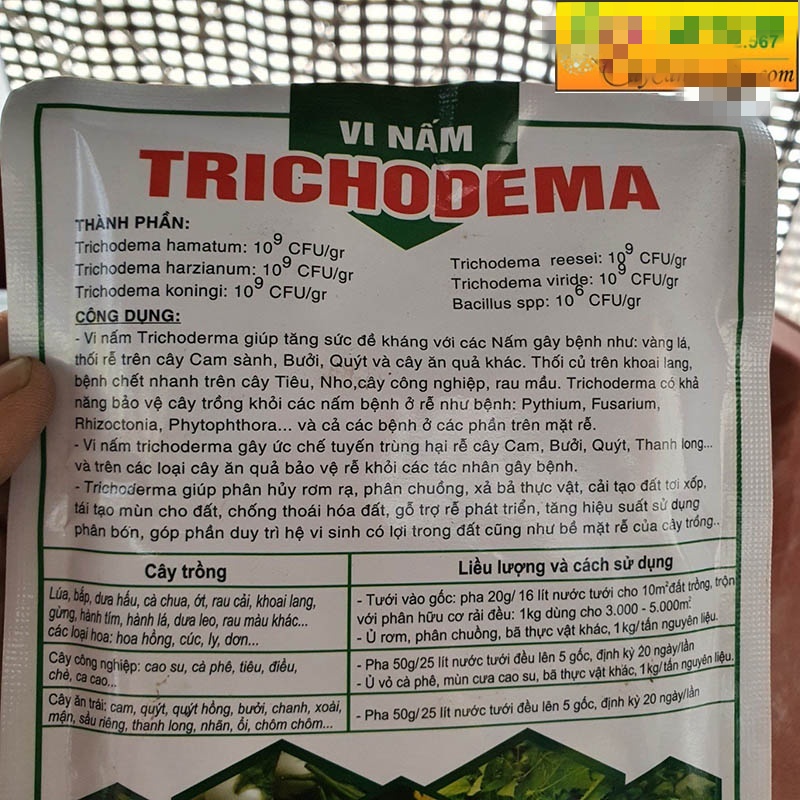 .567
VI NẤM
TRICHODEMA
THÀNH PHẦN:
Trichodema hamatum: 10⁹ CFU/gr
Trichodema harzianum: 10⁹ CFU/gr
Trichodema koningi: 10⁹ CFU/gr
Trichodema reesei: 10⁹ CFU/gr
Trichodema viride: 10⁹ CFU/gr
Bacillus spp: 10⁶ CFU/gr
CÔNG DỤNG:
- Vi nấm Trichoderma giúp tăng sức đề kháng với các Nấm gây bệnh như: vàng lá,
thối rễ trên cây Cam sành, Bưởi, Quýt và cây ăn quả khác. Thối củ trên khoai lang,
bệnh chết nhanh trên cây Tiêu, Nho,cây công nghiệp, rau mầu. Trichoderma có khả
năng bảo vệ cây trồng khỏi các nấm bệnh ở rễ như bệnh: Pythium, Fusarium,
Rhizoctonia, Phytophthora... và cả các bệnh ở các phần trên mặt rễ.
- Vi nấm trichoderma gây ức chế tuyến trùng hại rễ cây Cam, Bưởi, Quýt, Thanh long...
và trên các loại cây ăn quả bảo vệ rễ khỏi các tác nhân gây bệnh.
- Trichoderma giúp phân hủy rơm rạ, phân chuồng, xả bả thực vật, cải tạo đất tơi xốp,
tái tạo mùn cho đất, chống thoái hóa đất, gỗ trợ rễ phát triển, tăng hiệu suất sử dụng
phân bón, góp phần duy trì hệ vi sinh có lợi trong đất cũng như bề mặt rễ của cây trồng..
Cây trồng
Liều lượng và cách sử dụng
Lúa, bắp, dưa hấu, cà chua, ớt, rau cải, khoai lang,
gừng, hành tím, hành lá, dưa leo, rau màu khác...
các loại hoa: hoa hồng, cúc, ly, dơn...
- Tưới vào gốc: pha 20g/ 16 lít nước tưới cho 10m² đất trồng, trộn
với phân hữu cơ rải đều: 1kg dùng cho 3.000 - 5.000m²
- Ủ rơm, phân chuồng, bã thực vật khác, 1kg/tấn nguyên liệu.
Cây công nghiệp: cao su, cà phê, tiêu, điều,
chè, ca cao...
- Pha 50g/25 lít nước tưới đều lên 5 gốc, định kỳ 20 ngày/lần
- Ủ vỏ cà phê, mùn cưa cao su, bã thực vật khác, 1kg/tấn nguyên liệu.
Cây ăn trái: cam, quýt, quýt hồng, bưởi, chanh, xoài,
mận, sầu riêng, thanh long, nhãn, ổi, chôm chôm...
- Pha 50g/25 lít nước tưới đều lên 5 gốc, định kỳ 20 ngày/lần